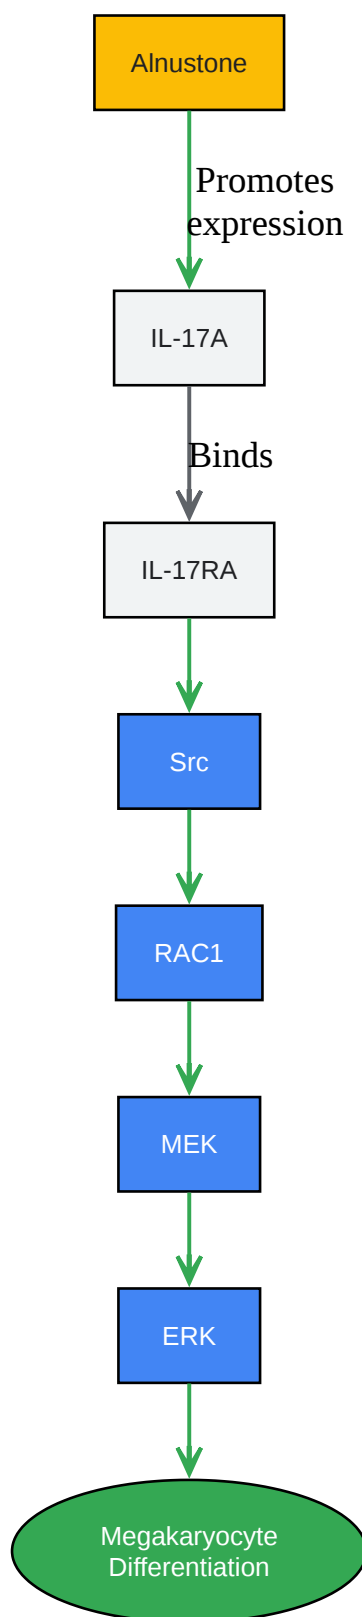 Alnustone
Promotes
expression
IL-17A
Binds
IL-17RA
Src
RAC1
MEK
ERK
Megakaryocyte
Differentiation